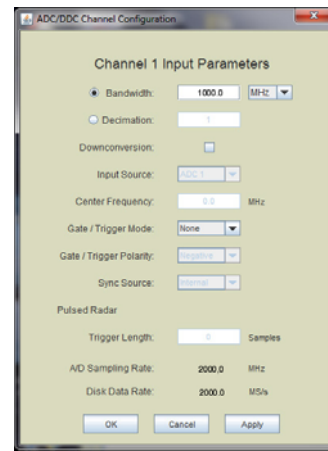 ADC/DDC Channel Configuration
Channel 1 Input Parameters
Bandwidth: 1000.0 MHz
Decimation: 1
Downconversion:
Input Source: ADC 1
Center Frequency: 0.0 MHz
Gate / Trigger Mode: None
Gate / Trigger Polarity: Negative
Sync Source: Internal
Pulsed Radar
Trigger Length: 0 Samples
A/D Sampling Rate: 2000.0 MHz
Disk Data Rate: 2000.0 MS/s
OK Cancel Apply